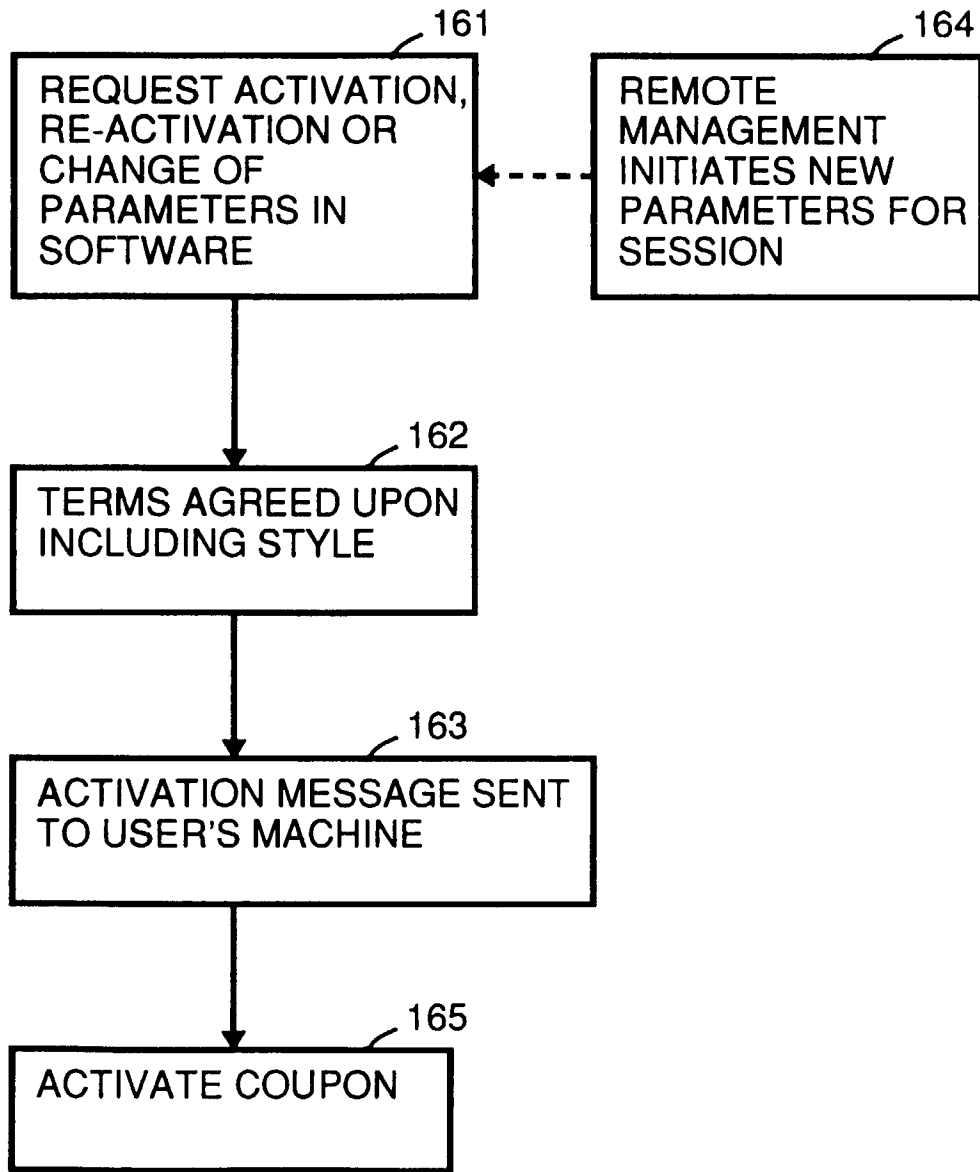 161
REQUEST ACTIVATION,
RE-ACTIVATION OR
CHANGE OF
PARAMETERS IN
SOFTWARE
164
REMOTE
MANAGEMENT
INITIATES NEW
PARAMETERS FOR
SESSION
162
TERMS AGREED UPON
INCLUDING STYLE
163
ACTIVATION MESSAGE SENT
TO USER'S MACHINE
165
ACTIVATE COUPON